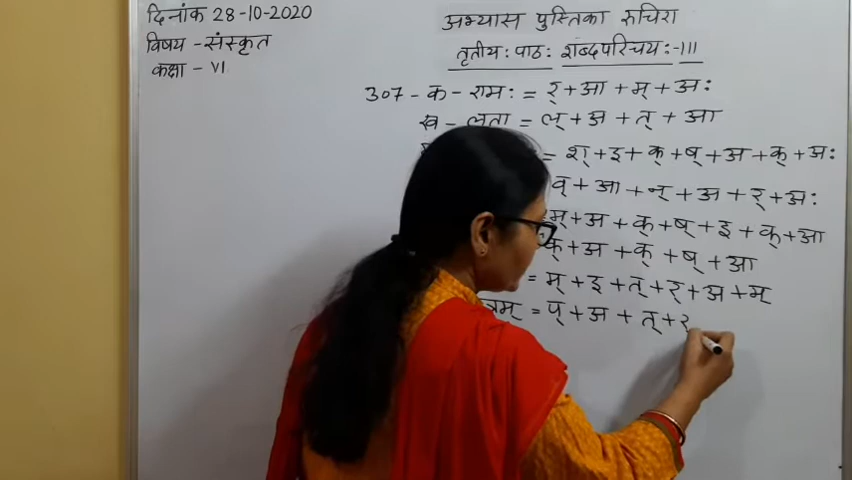 दिनांक 28-10-2020
विषय - संस्कृत
कक्षा - VI
अभ्यास पुस्तिका रुचिरा
तृतीय: पाठ: शब्दपरिचय:-III
307 - क - राम: = र्+आ+म्+अ:
ख - लता = ल्+अ+त्+आ
= श्+इ+क्+ष्+अ+क्+अ:
व्+आ+न्+अ+र्+अ:
म्+अ+क्+ष्+इ+क्+आ
क्+अ+क्+ष्+आ
= म्+इ+त्+र्+अ+म्
त्रम् = प्+अ+त्+र्